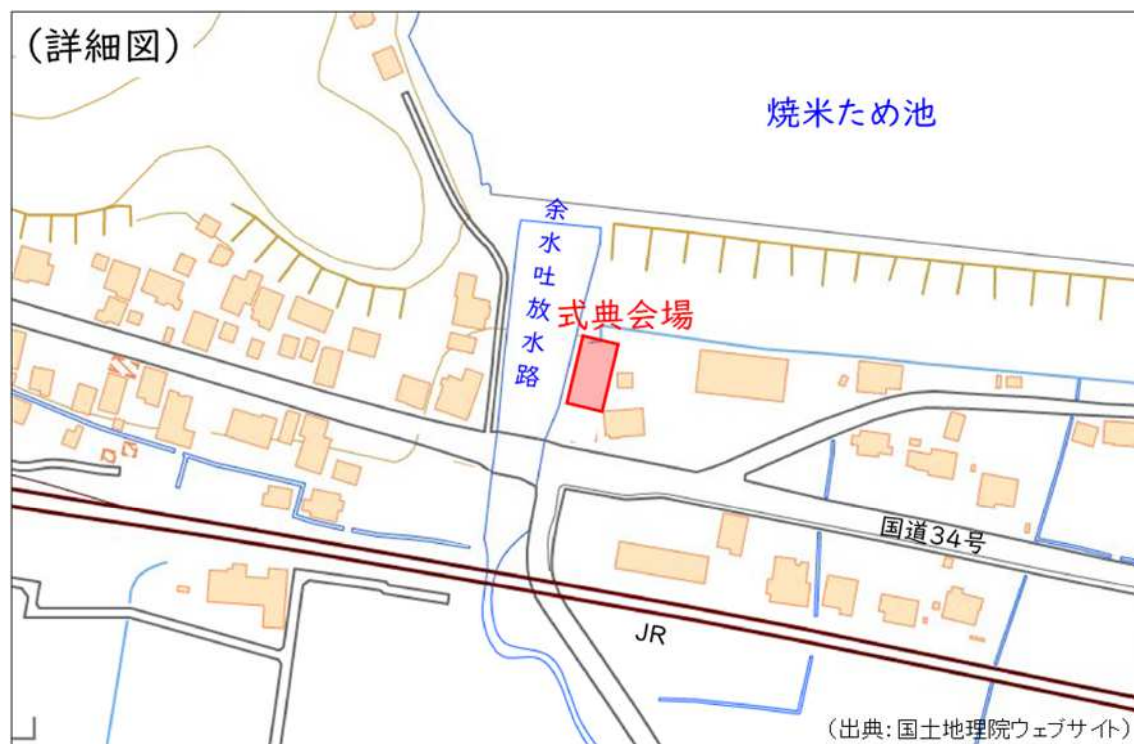 (詳細図)
焼米ため池
余水吐放水路
式典会場
国道34号
JR
(出典:国土地理院ウェブサイト)